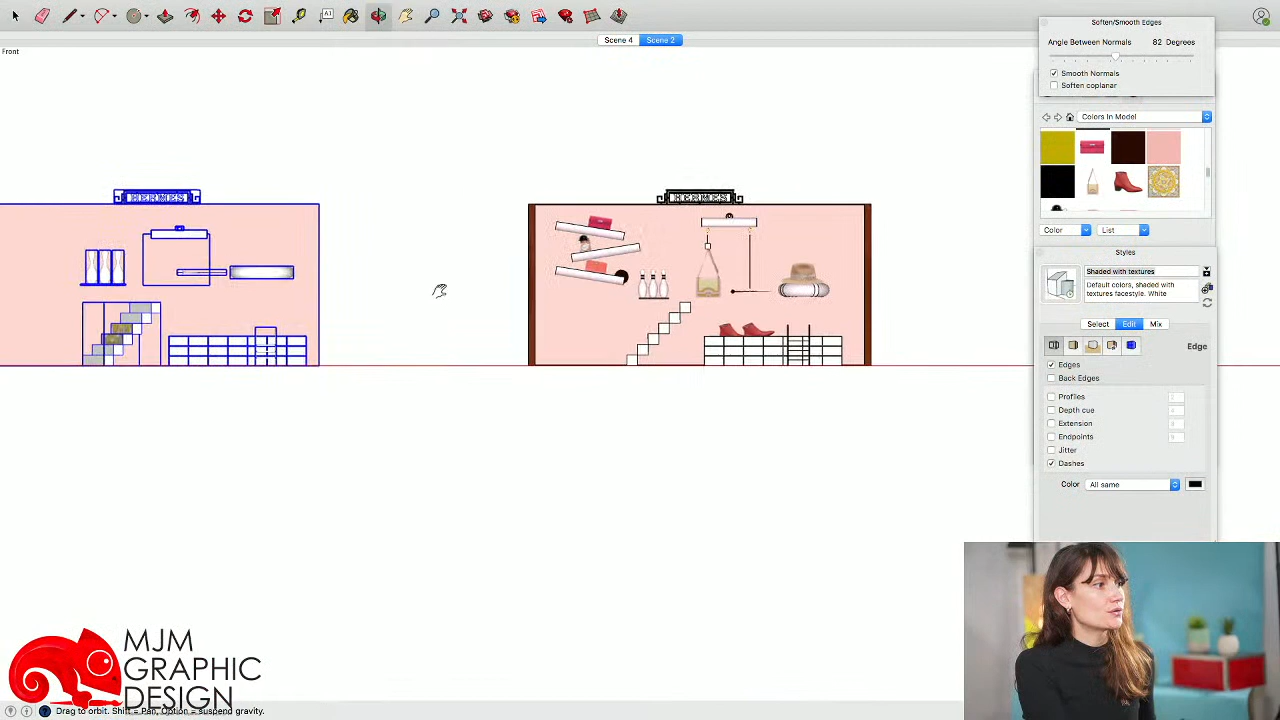 Soften/Smooth Edges
Scene 4
Scene 2
Angle Between Normals 82 Degrees
Front
Smooth Normals
Soften coplanar
Colors In Model
HERMES
HERMES
Color
List
Styles
Shaded with textures
Default colors, shaded with
textures facestyle. White
Select
Edit
Mix
Edge
Edges
Back Edges
Profiles
Depth cue
Extension
Endpoints
Jitter
Dashes
Color
All same
MJM
GRAPHIC
DESIGN
Drag to orbit. Shift = Pan, Option = suspend gravity.